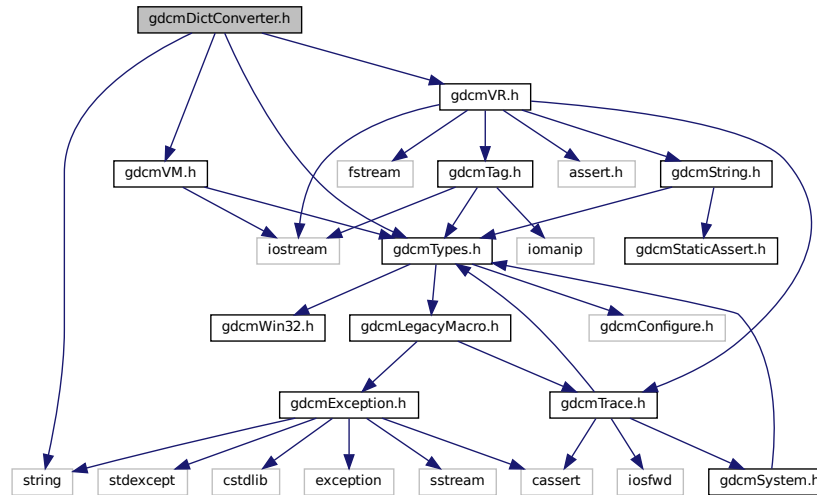 gdcmDictConverter.h
gdcmVR.h
gdcmVM.h
fstream
gdcmTag.h
assert.h
gdcmString.h
iostream
gdcmTypes.h
iomanip
gdcmStaticAssert.h
gdcmWin32.h
gdcmLegacyMacro.h
gdcmConfigure.h
gdcmException.h
gdcmTrace.h
string
stdexcept
cstdlib
exception
sstream
cassert
iosfwd
gdcmSystem.h